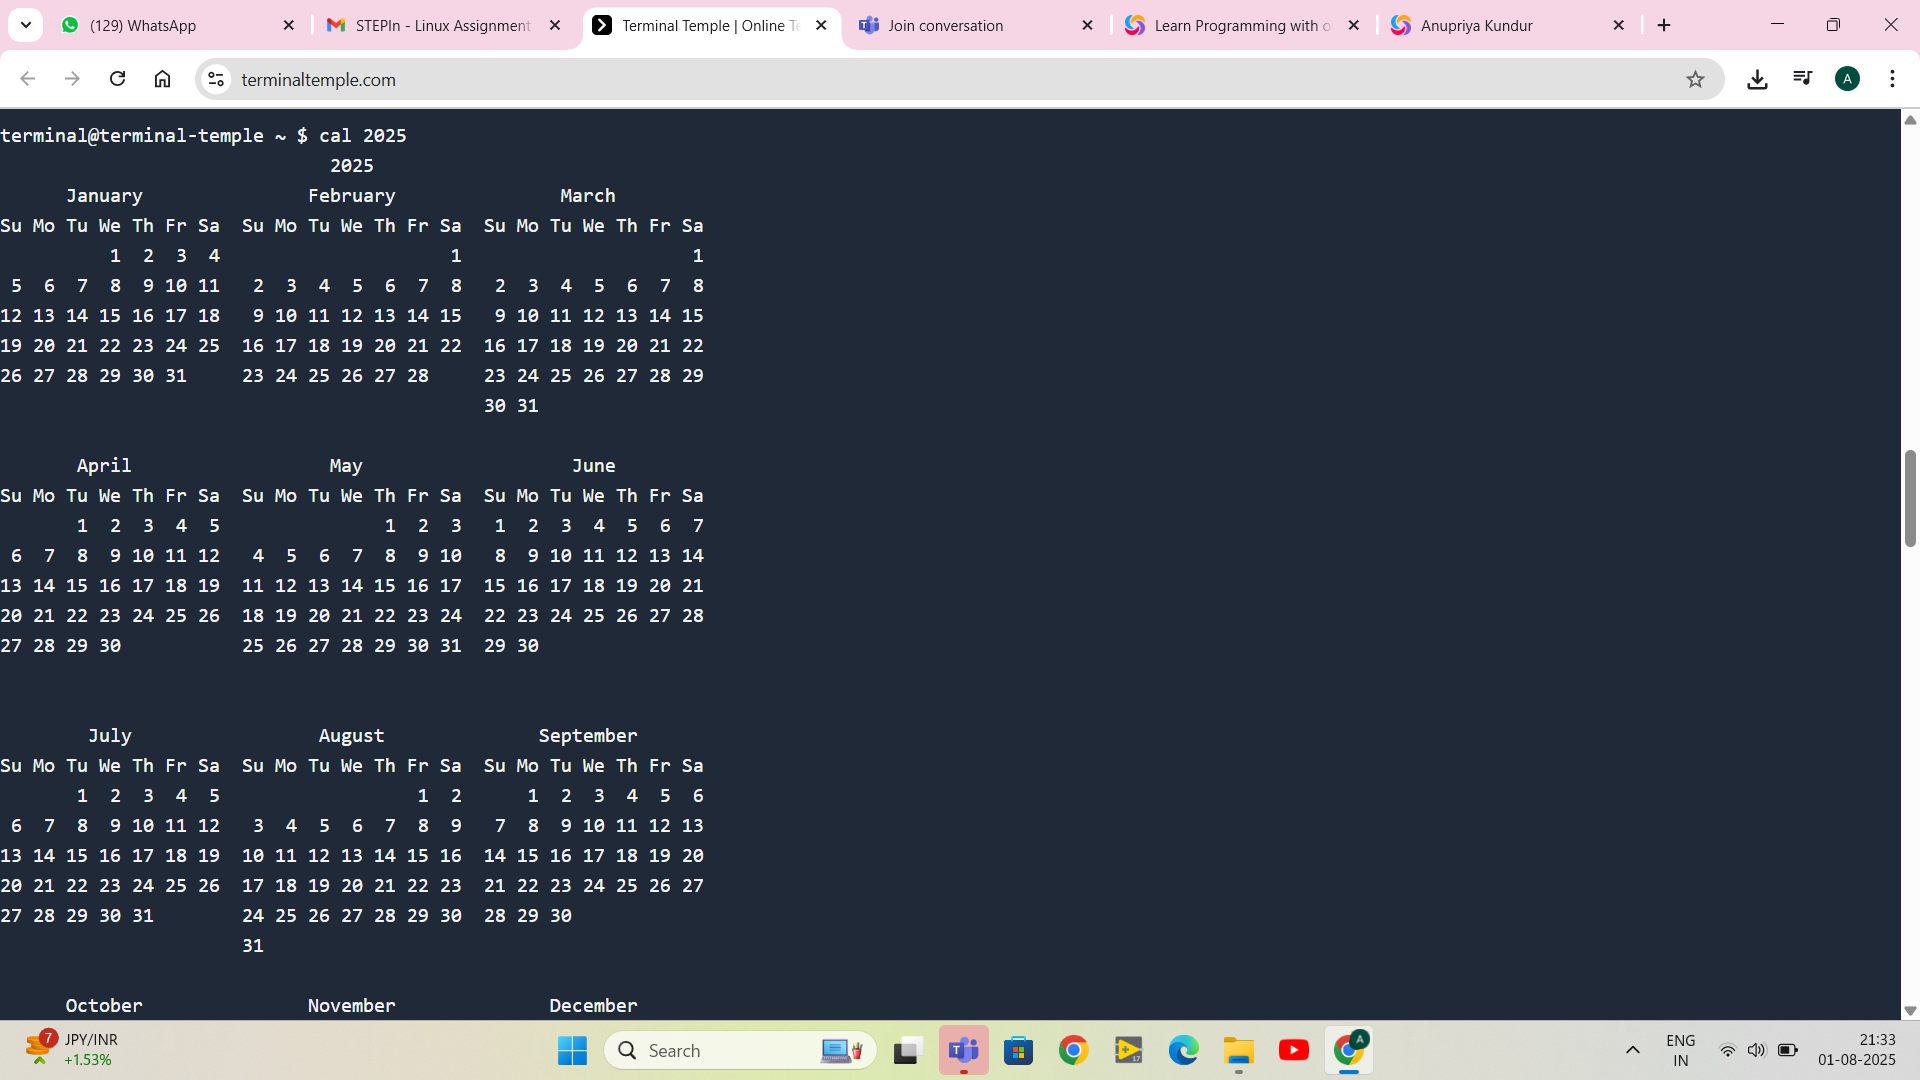 (129) WhatsApp
STEPIn - Linux Assignment
Terminal Temple | Online Te
Join conversation
Learn Programming with o
Anupriya Kundur
terminaltemple.com
A
terminal@terminal-temple ~ $ cal 2025
2025
January February March
Su Mo Tu We Th Fr Sa Su Mo Tu We Th Fr Sa Su Mo Tu We Th Fr Sa
1 2 3 4 1 1
5 6 7 8 9 10 11 2 3 4 5 6 7 8 2 3 4 5 6 7 8
12 13 14 15 16 17 18 9 10 11 12 13 14 15 9 10 11 12 13 14 15
19 20 21 22 23 24 25 16 17 18 19 20 21 22 16 17 18 19 20 21 22
26 27 28 29 30 31 23 24 25 26 27 28 23 24 25 26 27 28 29
30 31
April May June
Su Mo Tu We Th Fr Sa Su Mo Tu We Th Fr Sa Su Mo Tu We Th Fr Sa
1 2 3 4 5 1 2 3 1 2 3 4 5 6 7
6 7 8 9 10 11 12 4 5 6 7 8 9 10 8 9 10 11 12 13 14
13 14 15 16 17 18 19 11 12 13 14 15 16 17 15 16 17 18 19 20 21
20 21 22 23 24 25 26 18 19 20 21 22 23 24 22 23 24 25 26 27 28
27 28 29 30 25 26 27 28 29 30 31 29 30
July August September
Su Mo Tu We Th Fr Sa Su Mo Tu We Th Fr Sa Su Mo Tu We Th Fr Sa
1 2 3 4 5 1 2 1 2 3 4 5 6
6 7 8 9 10 11 12 3 4 5 6 7 8 9 7 8 9 10 11 12 13
13 14 15 16 17 18 19 10 11 12 13 14 15 16 14 15 16 17 18 19 20
20 21 22 23 24 25 26 17 18 19 20 21 22 23 21 22 23 24 25 26 27
27 28 29 30 31 24 25 26 27 28 29 30 28 29 30
31
October November December
7
JPY/INR
+1.53%
Search
17
A
ENG
IN
21:33
01-08-2025